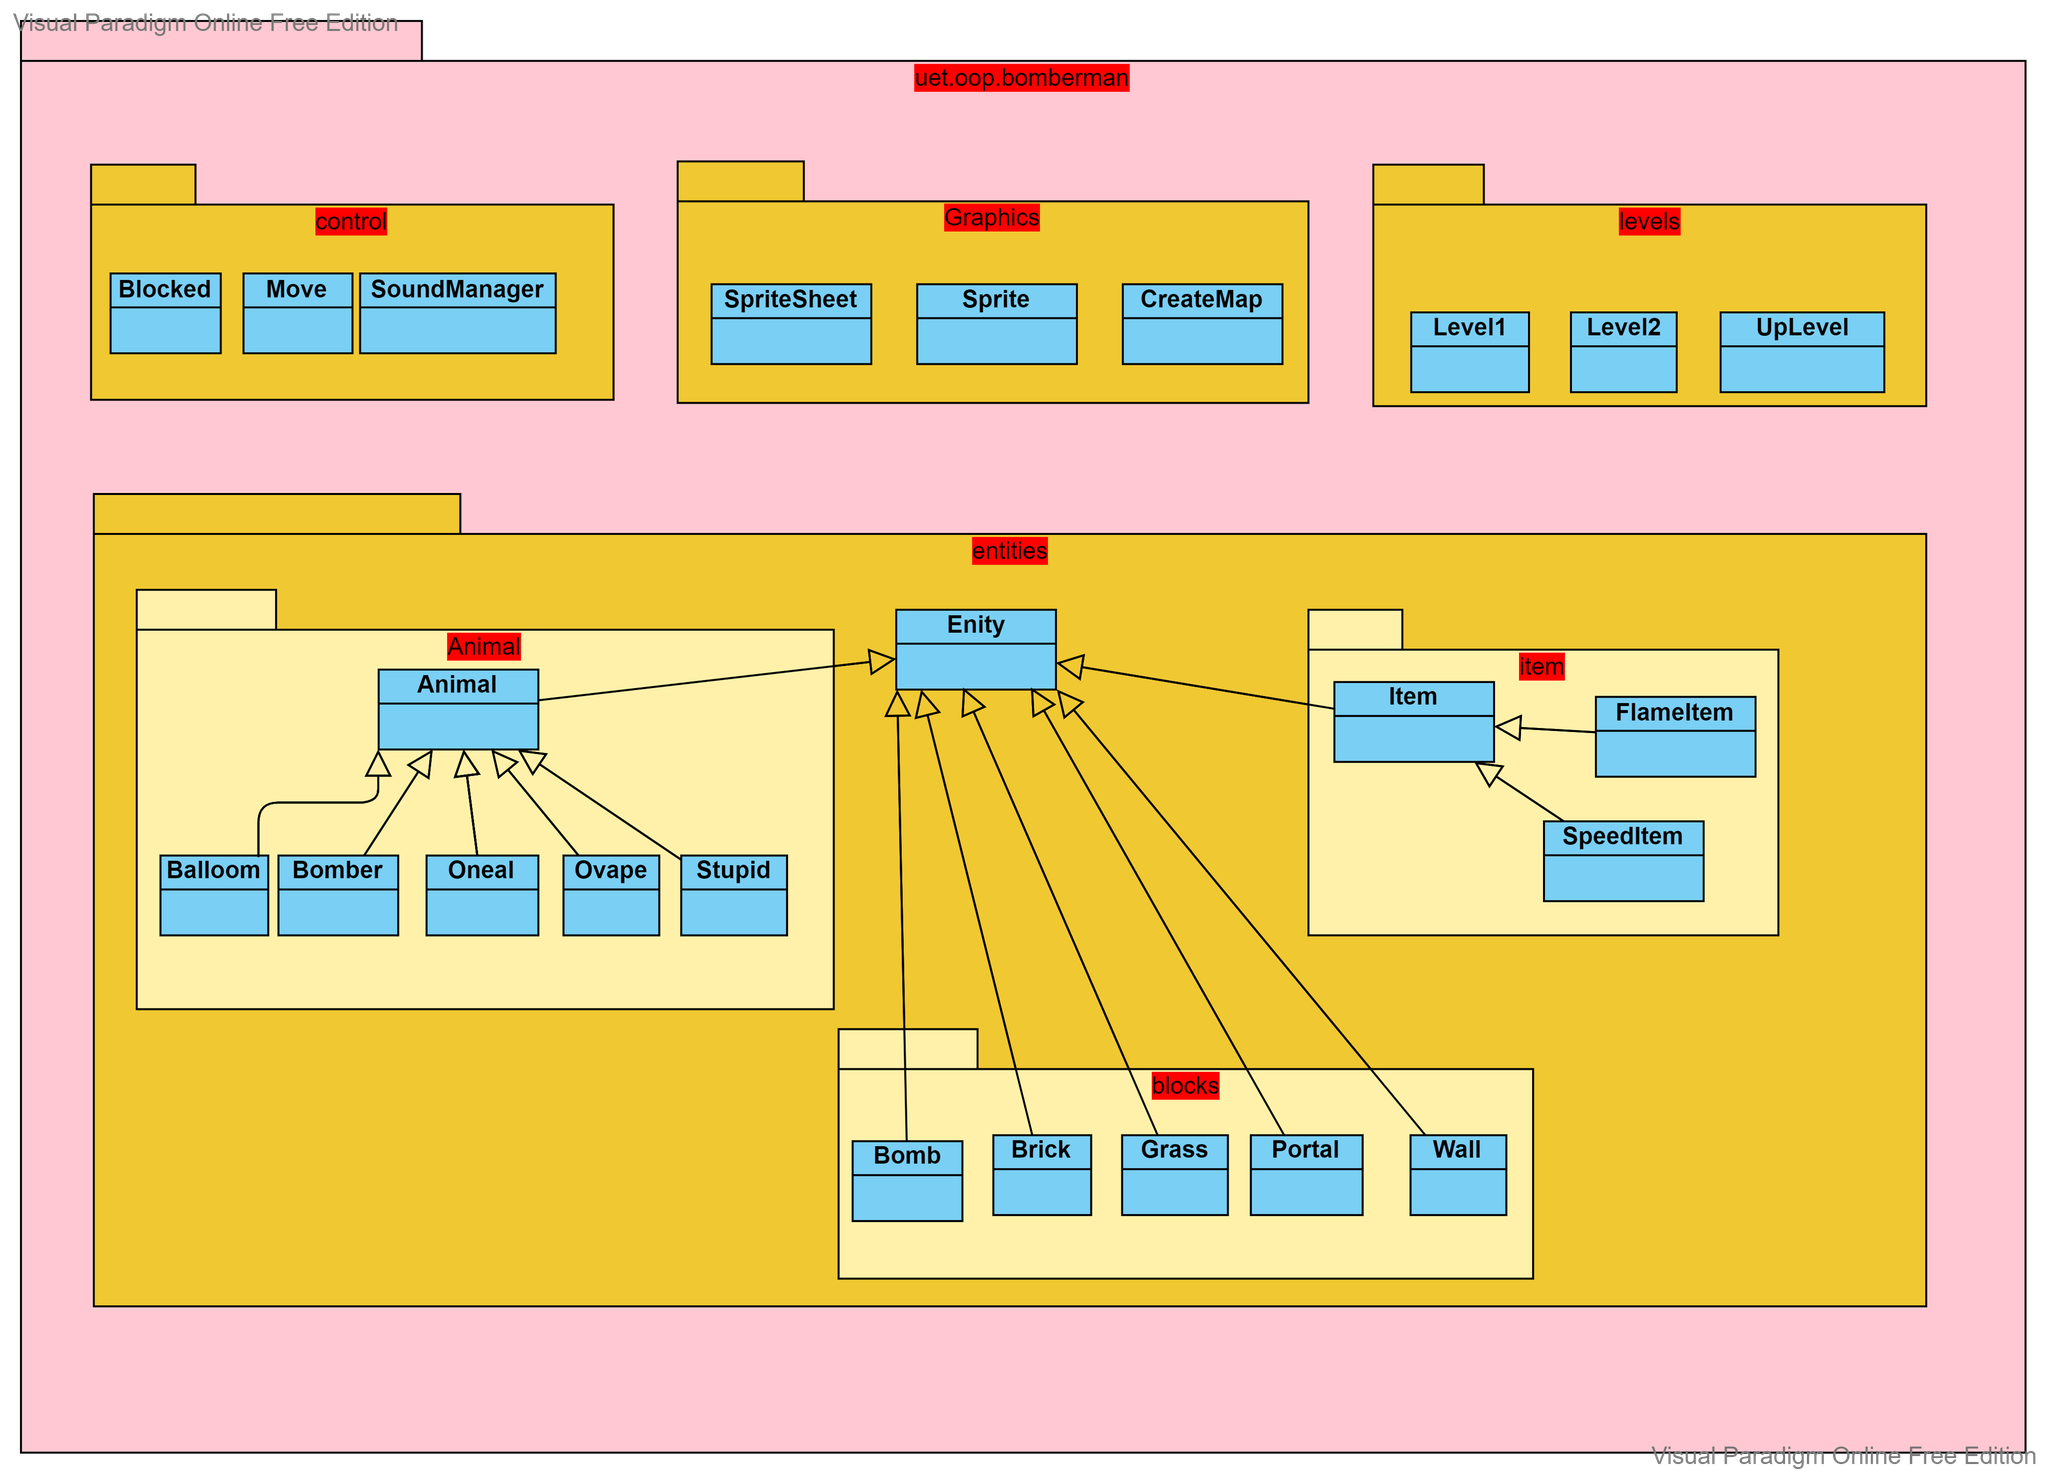 Visual Paradigm Online Free Edition
uet.oop.bomberman
control
Blocked
Move
SoundManager
Graphics
SpriteSheet
Sprite
CreateMap
levels
Level1
Level2
UpLevel
entities
Animal
Animal
Balloom
Bomber
Oneal
Ovape
Stupid
Enity
item
Item
FlameItem
SpeedItem
blocks
Bomb
Brick
Grass
Portal
Wall
Visual Paradigm Online Free Edition